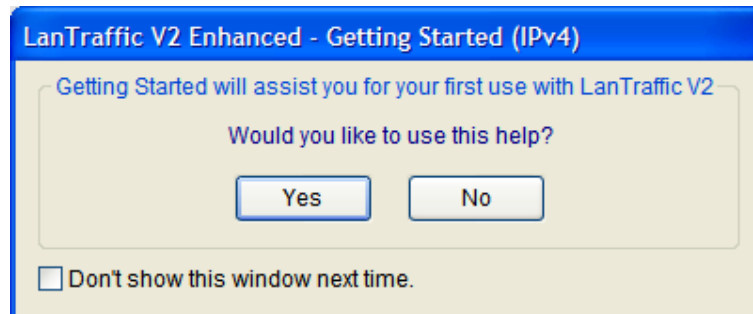 LanTraffic V2 Enhanced - Getting Started (IPv4)
Getting Started will assist you for your first use with LanTraffic V2
Would you like to use this help?
Yes No
Don't show this window next time.